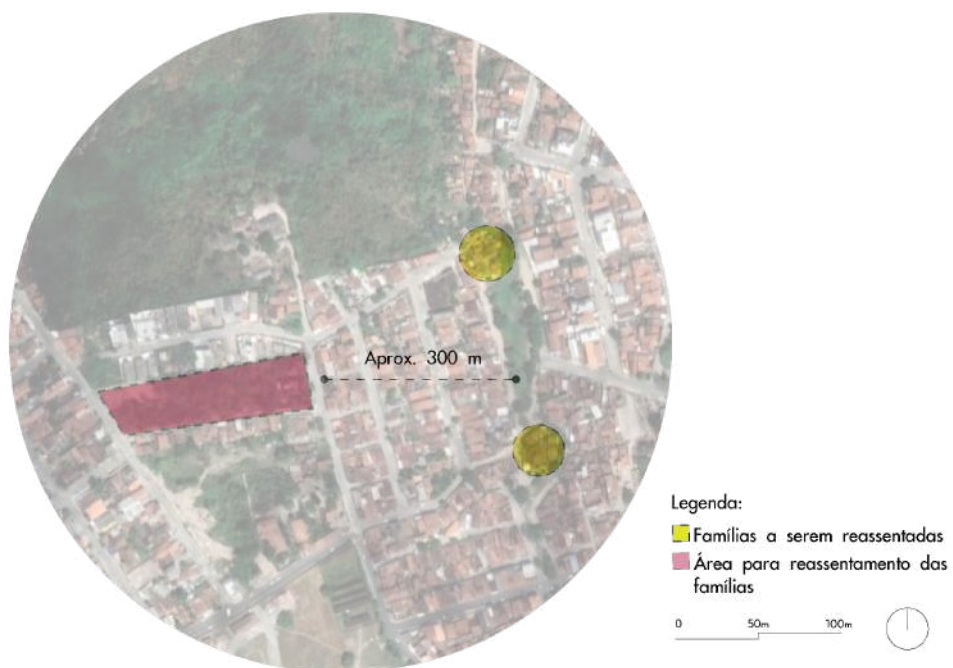 Aprox. 300 m
Legenda:
Famílias a serem reassentadas
Área para reassentamento das
famílias
0 50m 100m